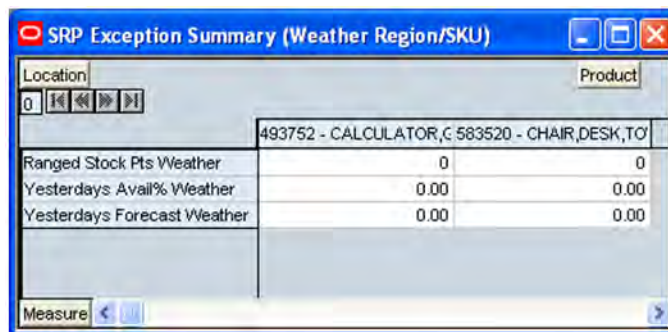 SRP Exception Summary (Weather Region/SKU)
Location Product
0
493752 - CALCULATOR,G 583520 - CHAIR,DESK,TO'
Ranged Stock Pts Weather 0 0
Yesterdays Avail% Weather 0.00 0.00
Yesterdays Forecast Weather 0.00 0.00
Measure